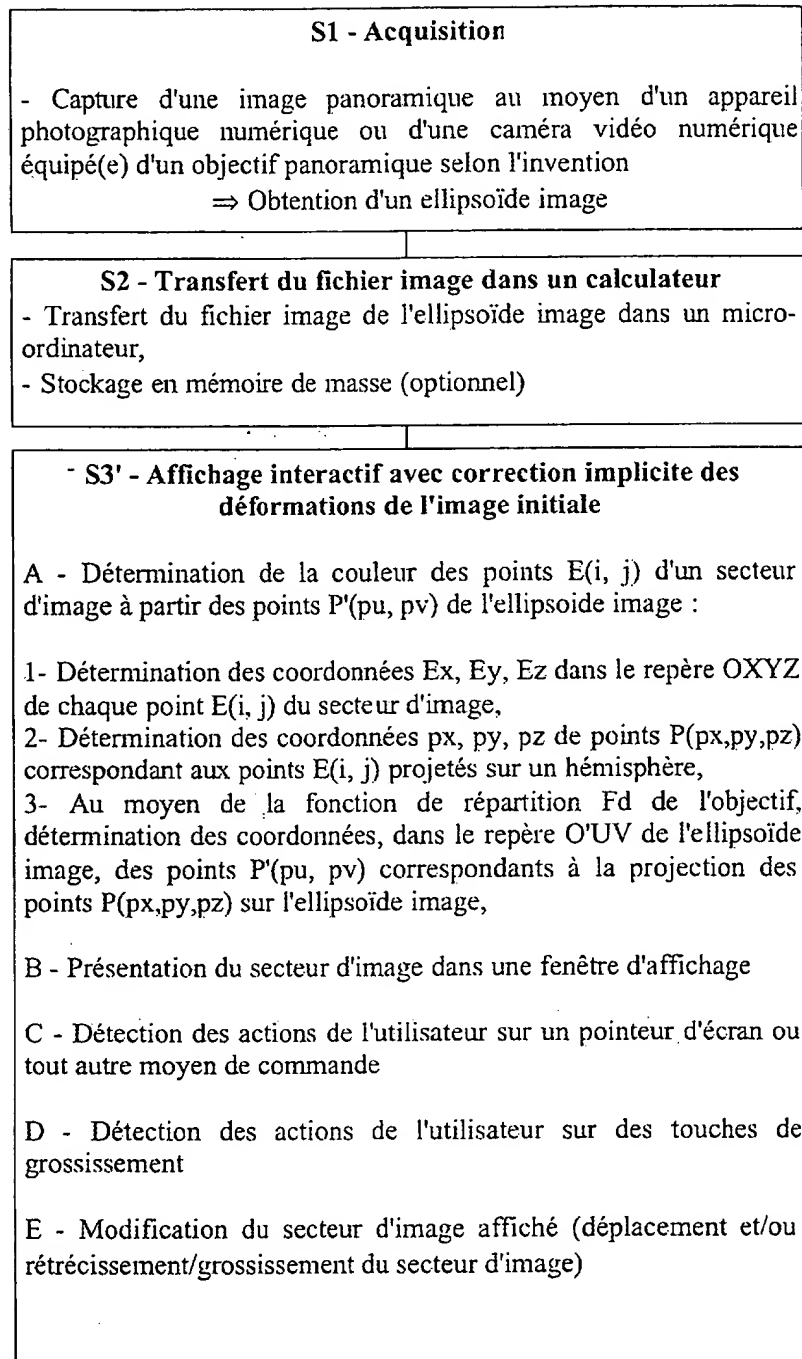 S1 - Acquisition
- Capture d'une image panoramique au moyen d'un appareil
photographique numérique ou d'une caméra vidéo numérique
équipé(e) d'un objectif panoramique selon l'invention
⇒ Obtention d'un ellipsoïde image
S2 - Transfert du fichier image dans un calculateur
- Transfert du fichier image de l'ellipsoïde image dans un micro-
ordinateur,
- Stockage en mémoire de masse (optionnel)
S3' - Affichage interactif avec correction implicite des
déformations de l'image initiale
A - Détermination de la couleur des points E(i, j) d'un secteur
d'image à partir des points P'(pu, pv) de l'ellipsoide image :
1- Détermination des coordonnées Ex, Ey, Ez dans le repère OXYZ
de chaque point E(i, j) du secteur d'image,
2- Détermination des coordonnées px, py, pz de points P(px,py,pz)
correspondant aux points E(i, j) projetés sur un hémisphère,
3- Au moyen de la fonction de répartition Fd de l'objectif,
détermination des coordonnées, dans le repère O'UV de l'ellipsoïde
image, des points P'(pu, pv) correspondants à la projection des
points P(px,py,pz) sur l'ellipsoïde image,
B - Présentation du secteur d'image dans une fenêtre d'affichage
C - Détection des actions de l'utilisateur sur un pointeur d'écran ou
tout autre moyen de commande
D - Détection des actions de l'utilisateur sur des touches de
grossissement
E - Modification du secteur d'image affiché (déplacement et/ou
rétrécissement/grossissement du secteur d'image)